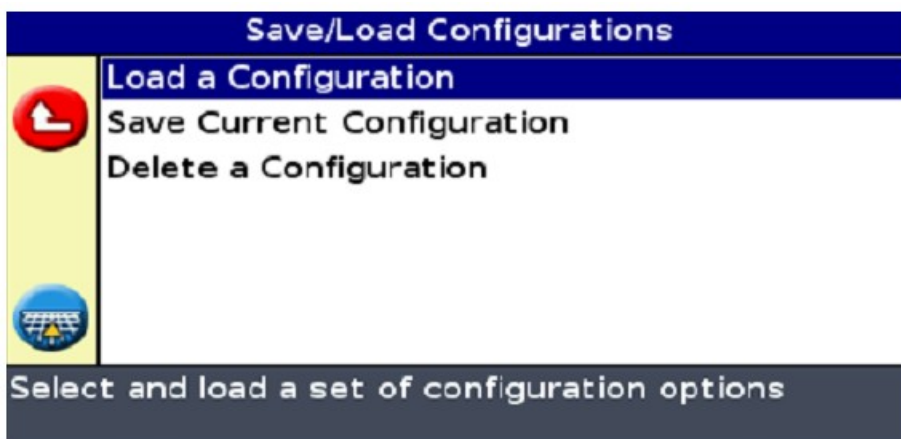 Save/Load Configurations
Load a Configuration
Save Current Configuration
Delete a Configuration
Select and load a set of configuration options